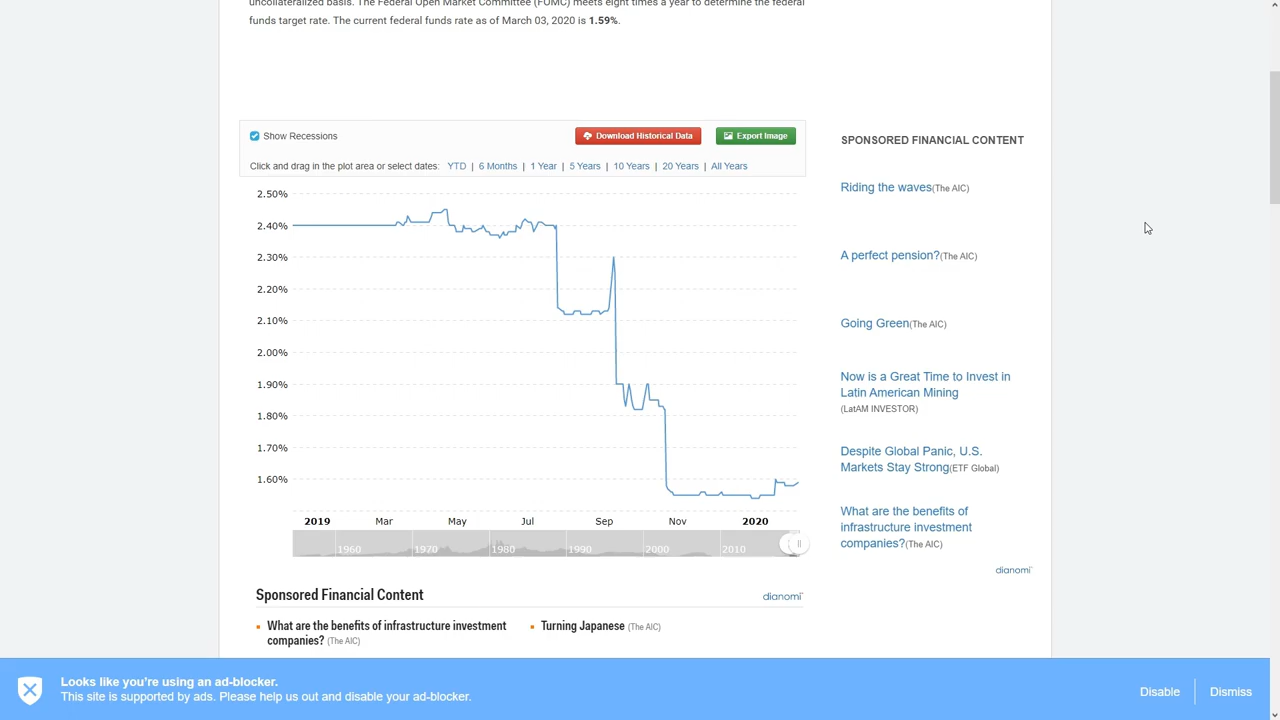 uncollateralized basis. The Federal Open Market Committee (FOMC) meets eight times a year to determine the federal
funds target rate. The current federal funds rate as of March 03, 2020 is 1.59%.
Show Recessions
Download Historical Data
Export Image
Click and drag in the plot area or select dates: YTD | 6 Months | 1 Year | 5 Years | 10 Years | 20 Years | All Years
2.50%
2.40%
2.30%
2.20%
2.10%
2.00%
1.90%
1.80%
1.70%
1.60%
2019 Mar May Jul Sep Nov 2020
1960 1970 1980 1990 2000 2010
SPONSORED FINANCIAL CONTENT
Riding the waves(The AIC)
A perfect pension?(The AIC)
Going Green(The AIC)
Now is a Great Time to Invest in
Latin American Mining
(LatAM INVESTOR)
Despite Global Panic, U.S.
Markets Stay Strong(ETF Global)
What are the benefits of
infrastructure investment
companies?(The AIC)
dianomi
Sponsored Financial Content
dianomi
What are the benefits of infrastructure investment
companies? (The AIC)
Turning Japanese (The AIC)
Looks like you're using an ad-blocker.
This site is supported by ads. Please help us out and disable your ad-blocker.
Disable
Dismiss